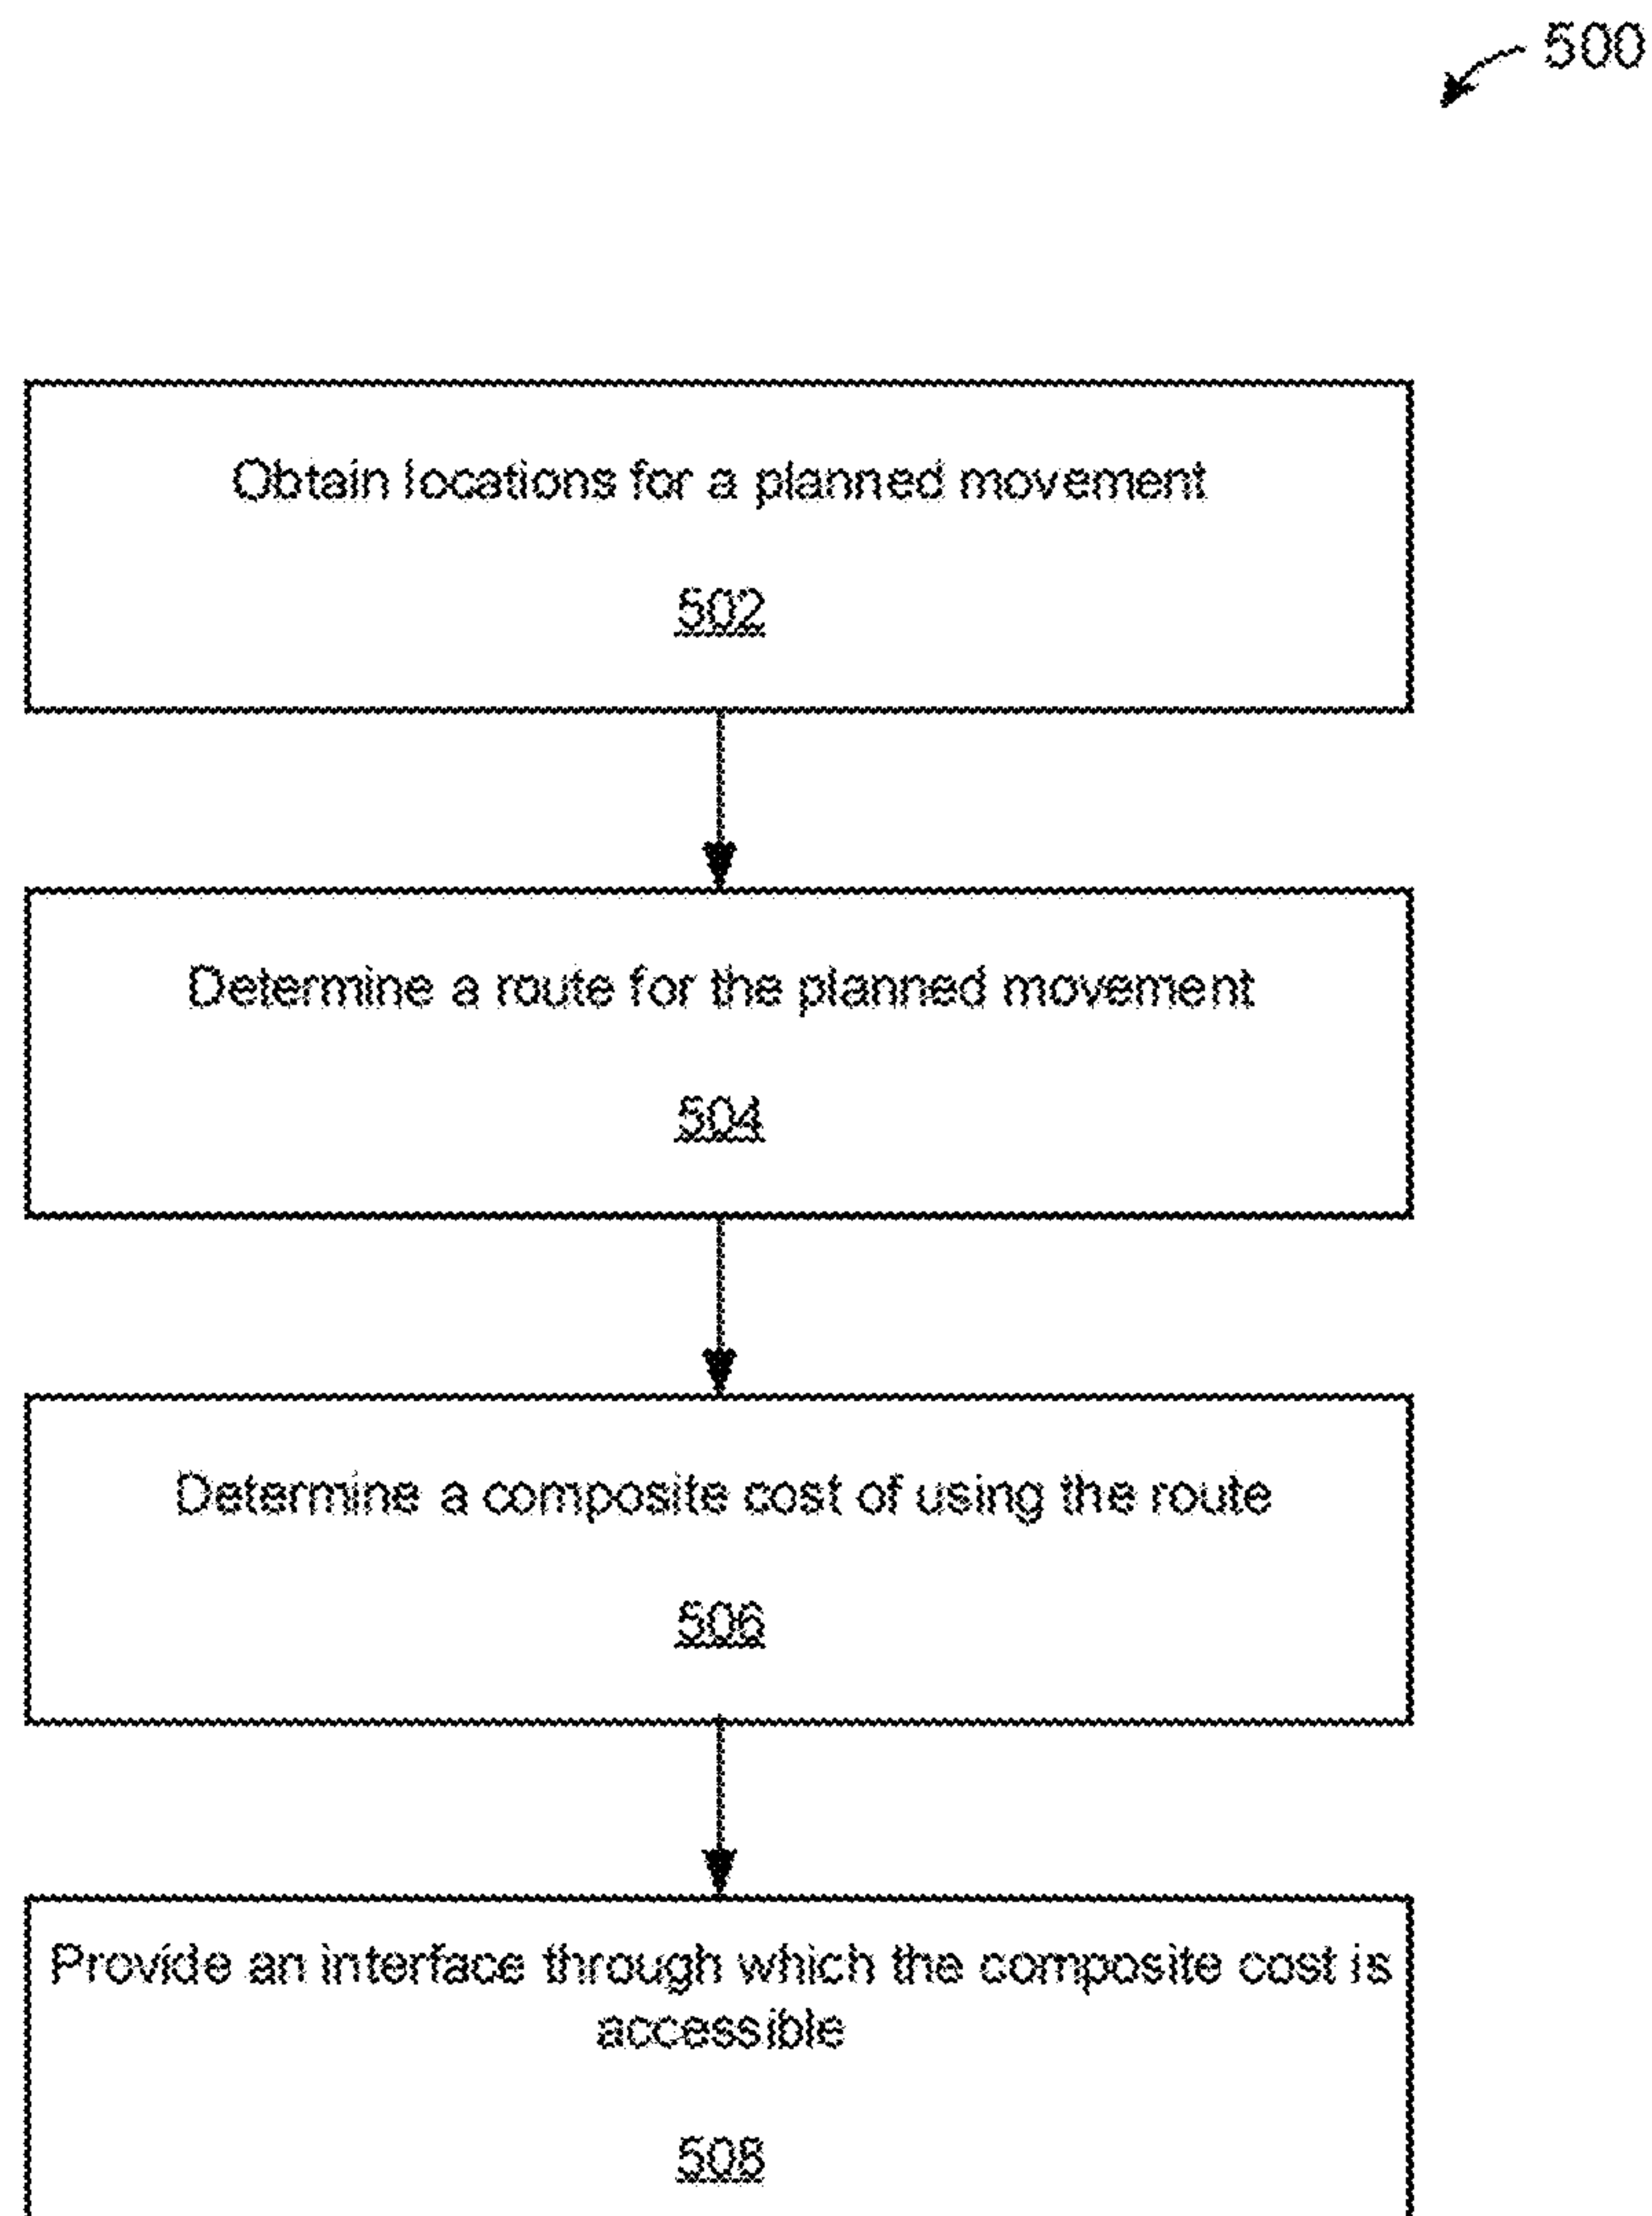 500
Obtain locations for a planned movement
502
Determine a route for the planned movement
504
Determine a composite cost of using the route
506
Provide an interface through which the composite cost is
accessible
508